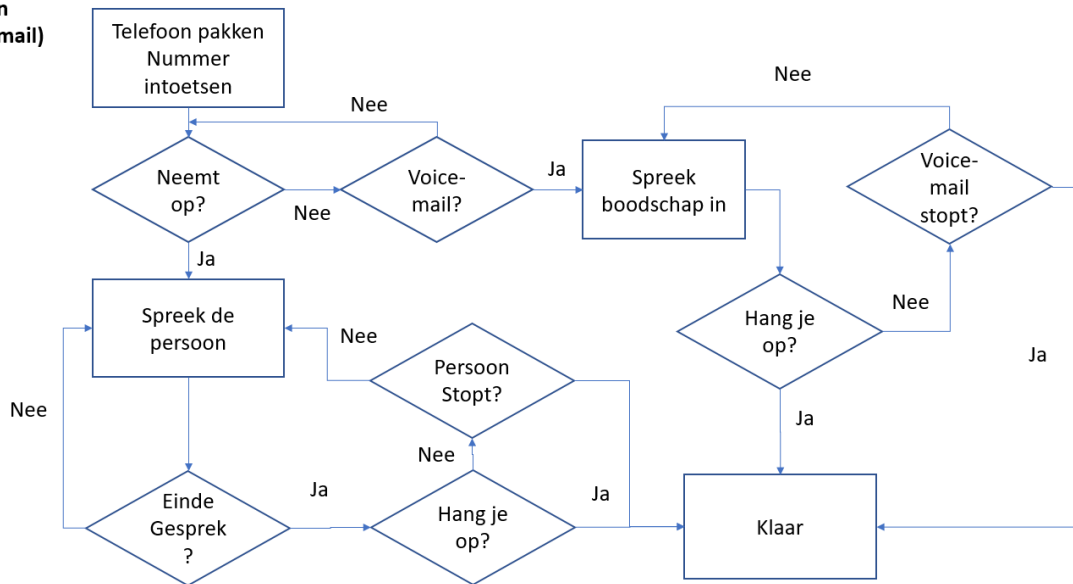 n
mail)
Telefoon pakken
Nummer
intoetsen
Nee
Nee
Neemt
op?
Nee
Voice-
mail?
Ja
Spreek
boodschap in
Voice-
mail
stopt?
Ja
Spreek de
persoon
Nee
Persoon
Stopt?
Hang je
op?
Nee
Ja
Nee
Ja
Einde
Gesprek
?
Ja
Nee
Hang je
op?
Ja
Klaar